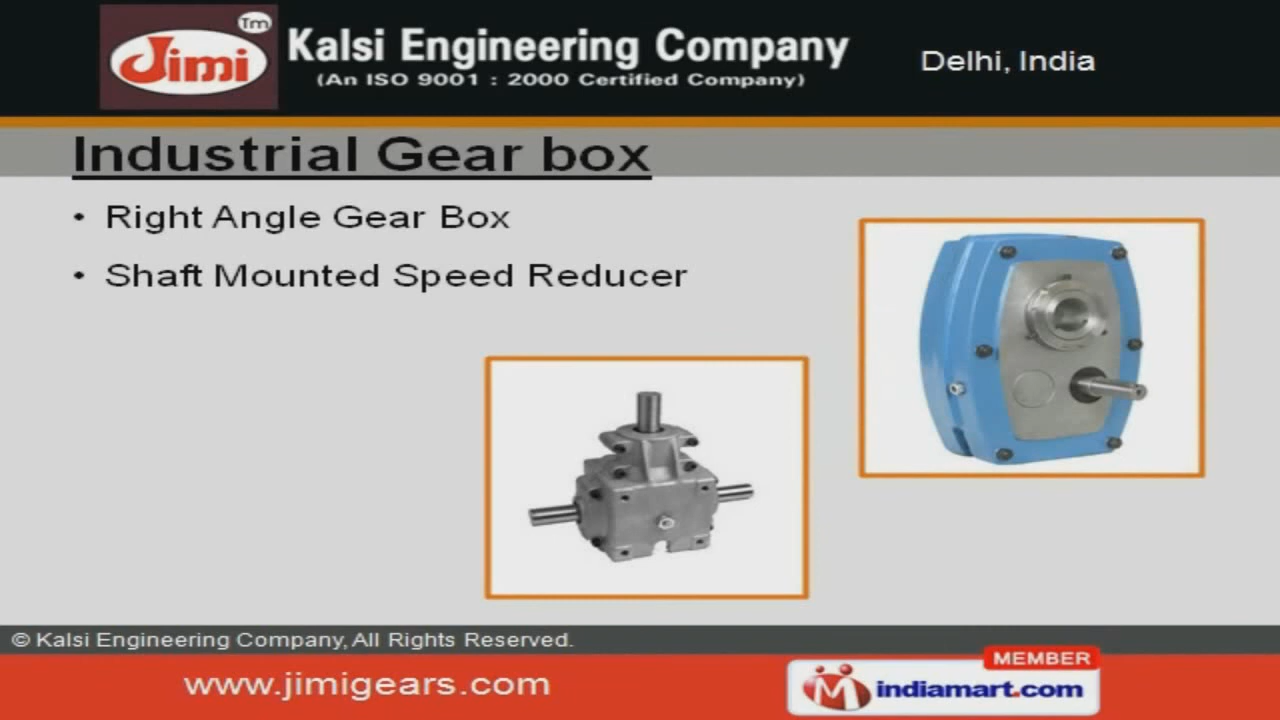 Jimi
Tm
Kalsi Engineering Company
(An ISO 9001 : 2000 Certified Company)
Delhi, India
Industrial Gear box
• Right Angle Gear Box
• Shaft Mounted Speed Reducer
© Kalsi Engineering Company, All Rights Reserved.
www.jimigears.com
MEMBER
indiamart.com